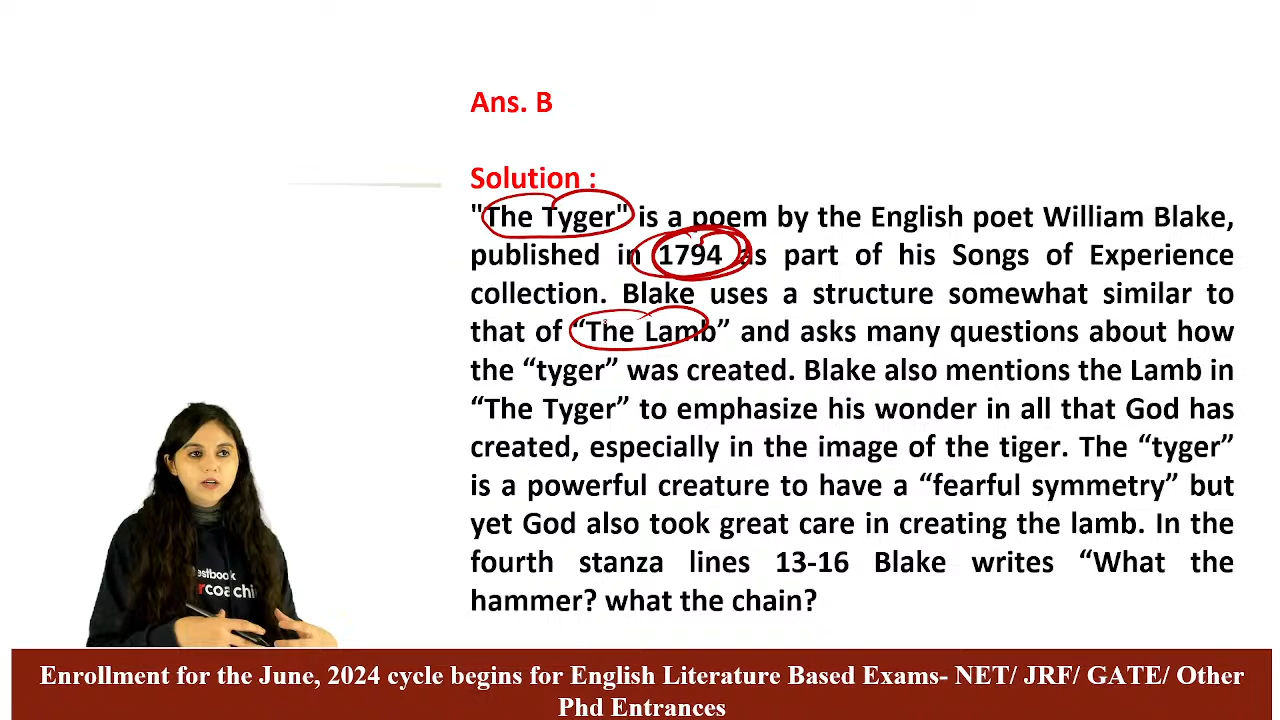 Ans. B
Solution :
"The Tyger" is a poem by the English poet William Blake,
published in 1794 as part of his Songs of Experience
collection. Blake uses a structure somewhat similar to
that of “The Lamb” and asks many questions about how
the “tyger” was created. Blake also mentions the Lamb in
“The Tyger” to emphasize his wonder in all that God has
created, especially in the image of the tiger. The “tyger”
is a powerful creature to have a “fearful symmetry” but
yet God also took great care in creating the lamb. In the
fourth stanza lines 13-16 Blake writes “What the
hammer? what the chain?
estbook
rcoachi
Enrollment for the June, 2024 cycle begins for English Literature Based Exams- NET/ JRF/ GATE/ Other
Phd Entrances